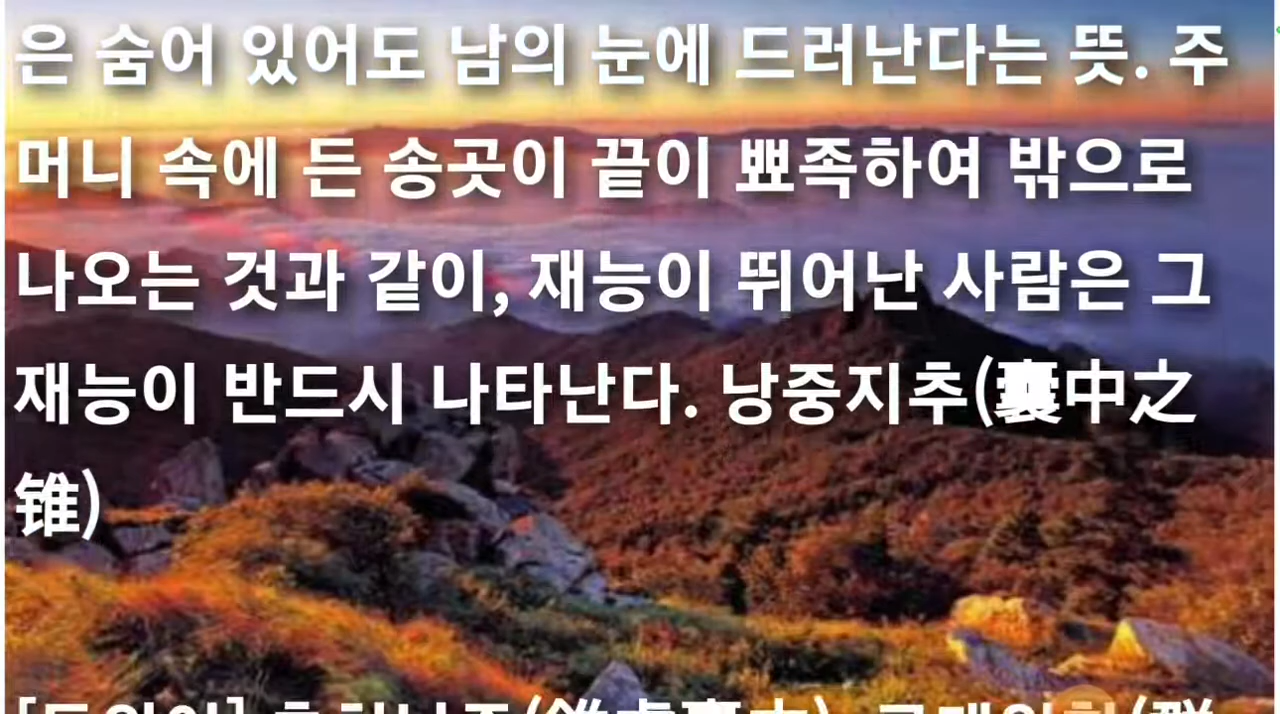 은 숨어 있어도 남의 눈에 드러난다는 뜻. 주
머니 속에 든 송곳이 끝이 뾰족하여 밖으로
나오는 것과 같이, 재능이 뛰어난 사람은 그
재능이 반드시 나타난다. 낭중지추(囊中之
锥)